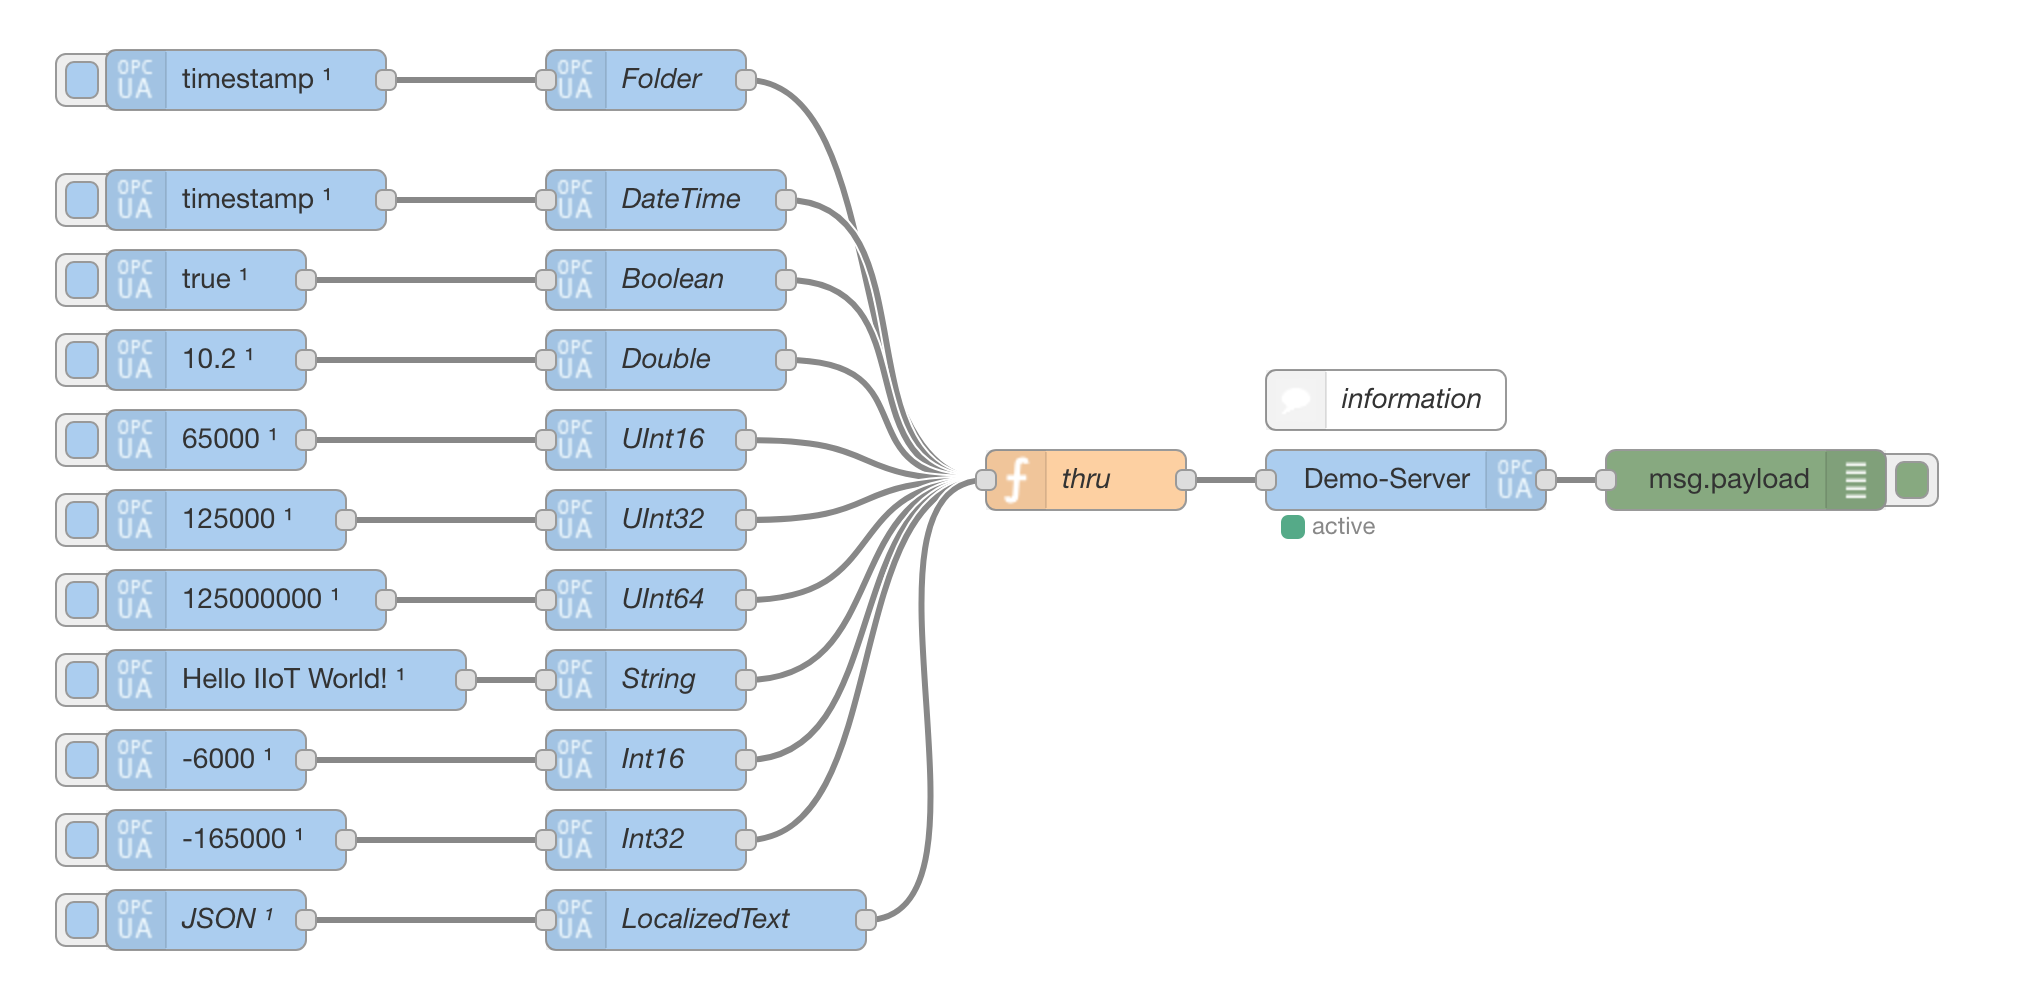 OPC UA timestamp ¹ OPC UA Folder
OPC UA timestamp ¹ OPC UA DateTime
OPC UA true ¹ OPC UA Boolean
OPC UA 10.2 ¹ OPC UA Double
information
OPC UA 65000 ¹ OPC UA UInt16
f thru Demo-Server OPC UA msg.payload
active
OPC UA 125000 ¹ OPC UA UInt32
OPC UA 125000000 ¹ OPC UA UInt64
OPC UA Hello IIoT World! ¹ OPC UA String
OPC UA -6000 ¹ OPC UA Int16
OPC UA -165000 ¹ OPC UA Int32
OPC UA JSON ¹ OPC UA LocalizedText